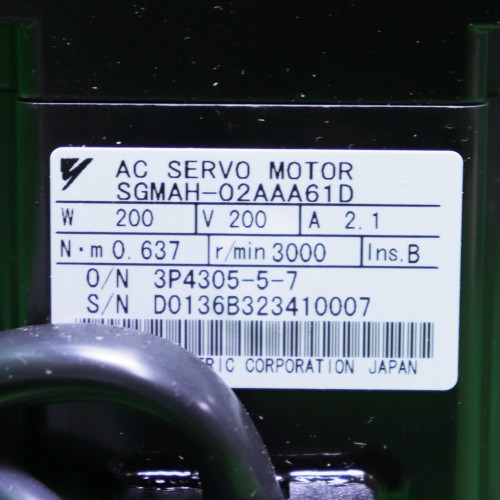 AC SERVO MOTOR
SGMAH-02AAA61D
W 200 V 200 A 2.1
N·m 0.637 r/min 3000 Ins.B
O/N 3P4305-5-7
S/N D0136B323410007
CORPORATION JAPAN